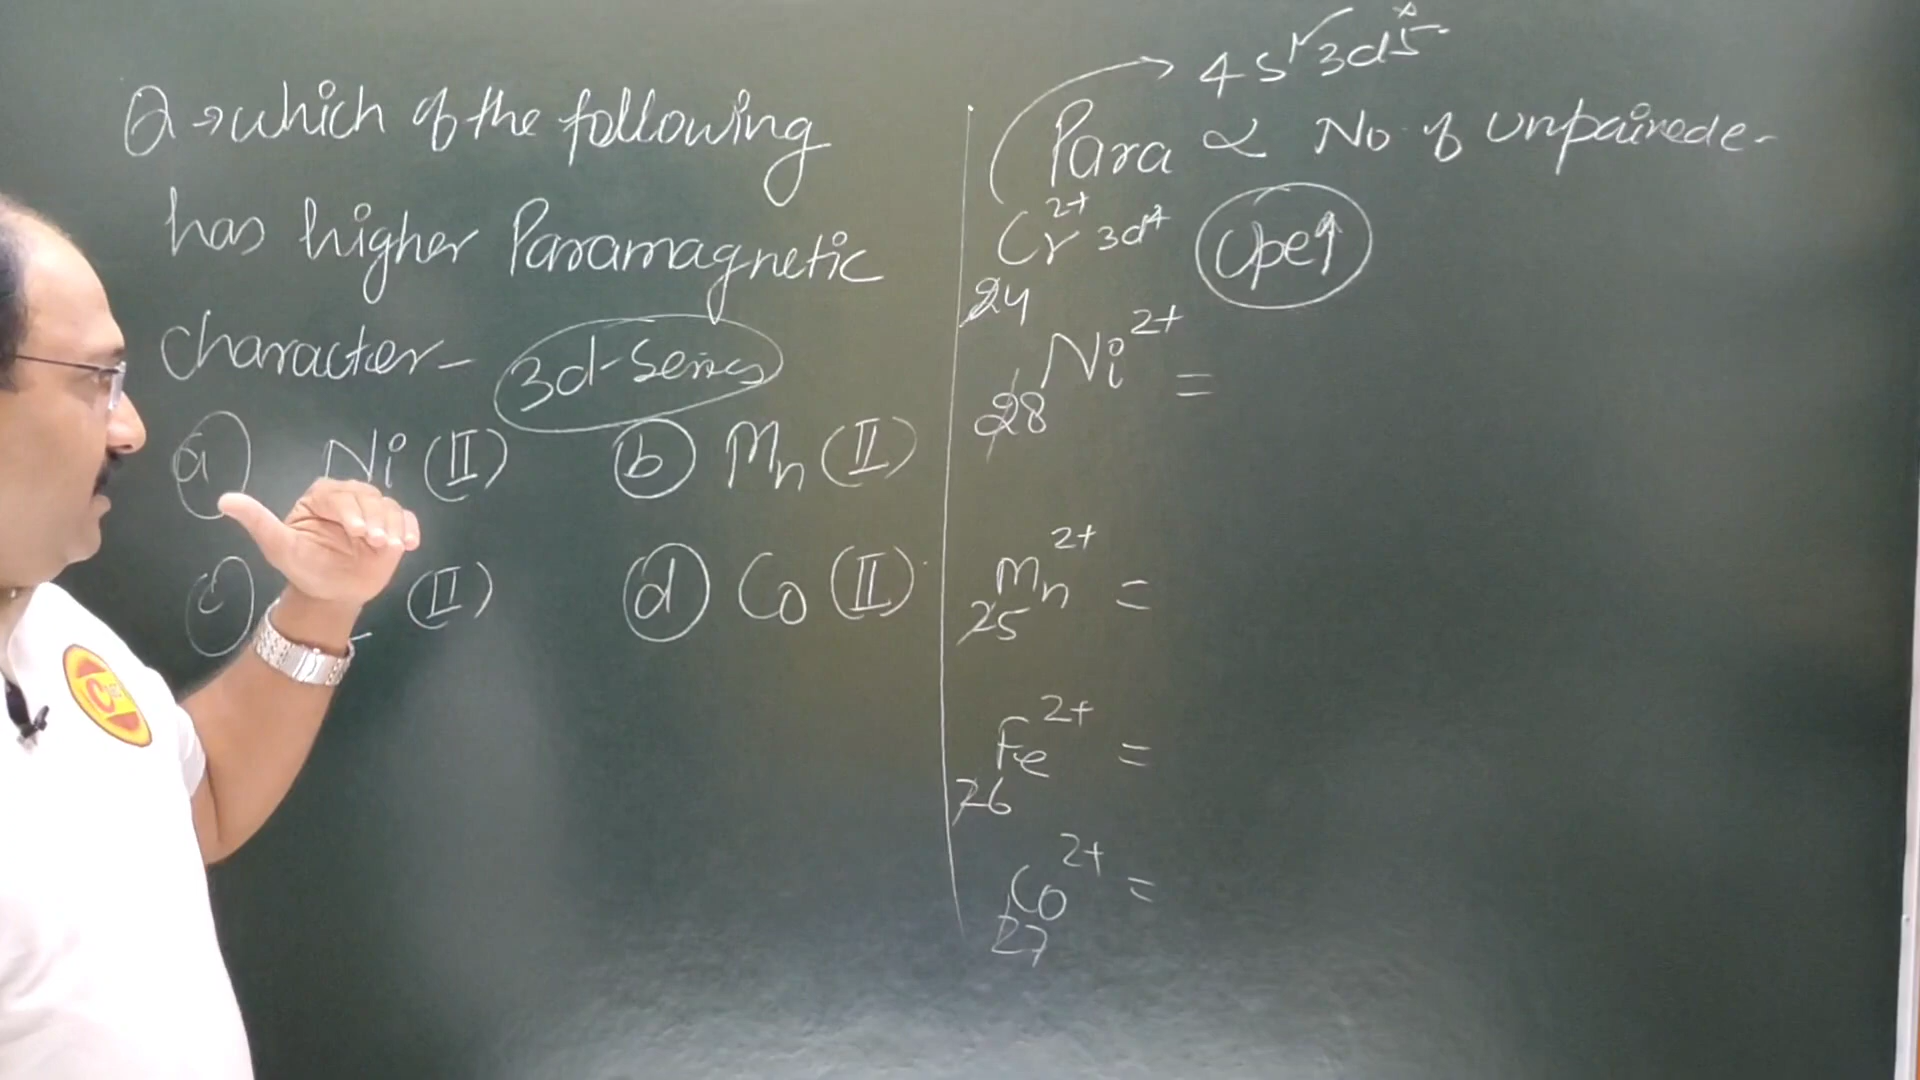 Q → which of the following
has higher Paramagnetic
character -
3d-Series
a Ni (II) b Mn (II)
c (II) d Co (II)
4s¹ 3d⁵
Para ∝ No. of unpaired e-
Cr²⁺ 3d⁴
24
Upe↑
28 Ni²⁺ =
25 Mn²⁺ =
26 Fe²⁺ =
27 Co²⁺ =